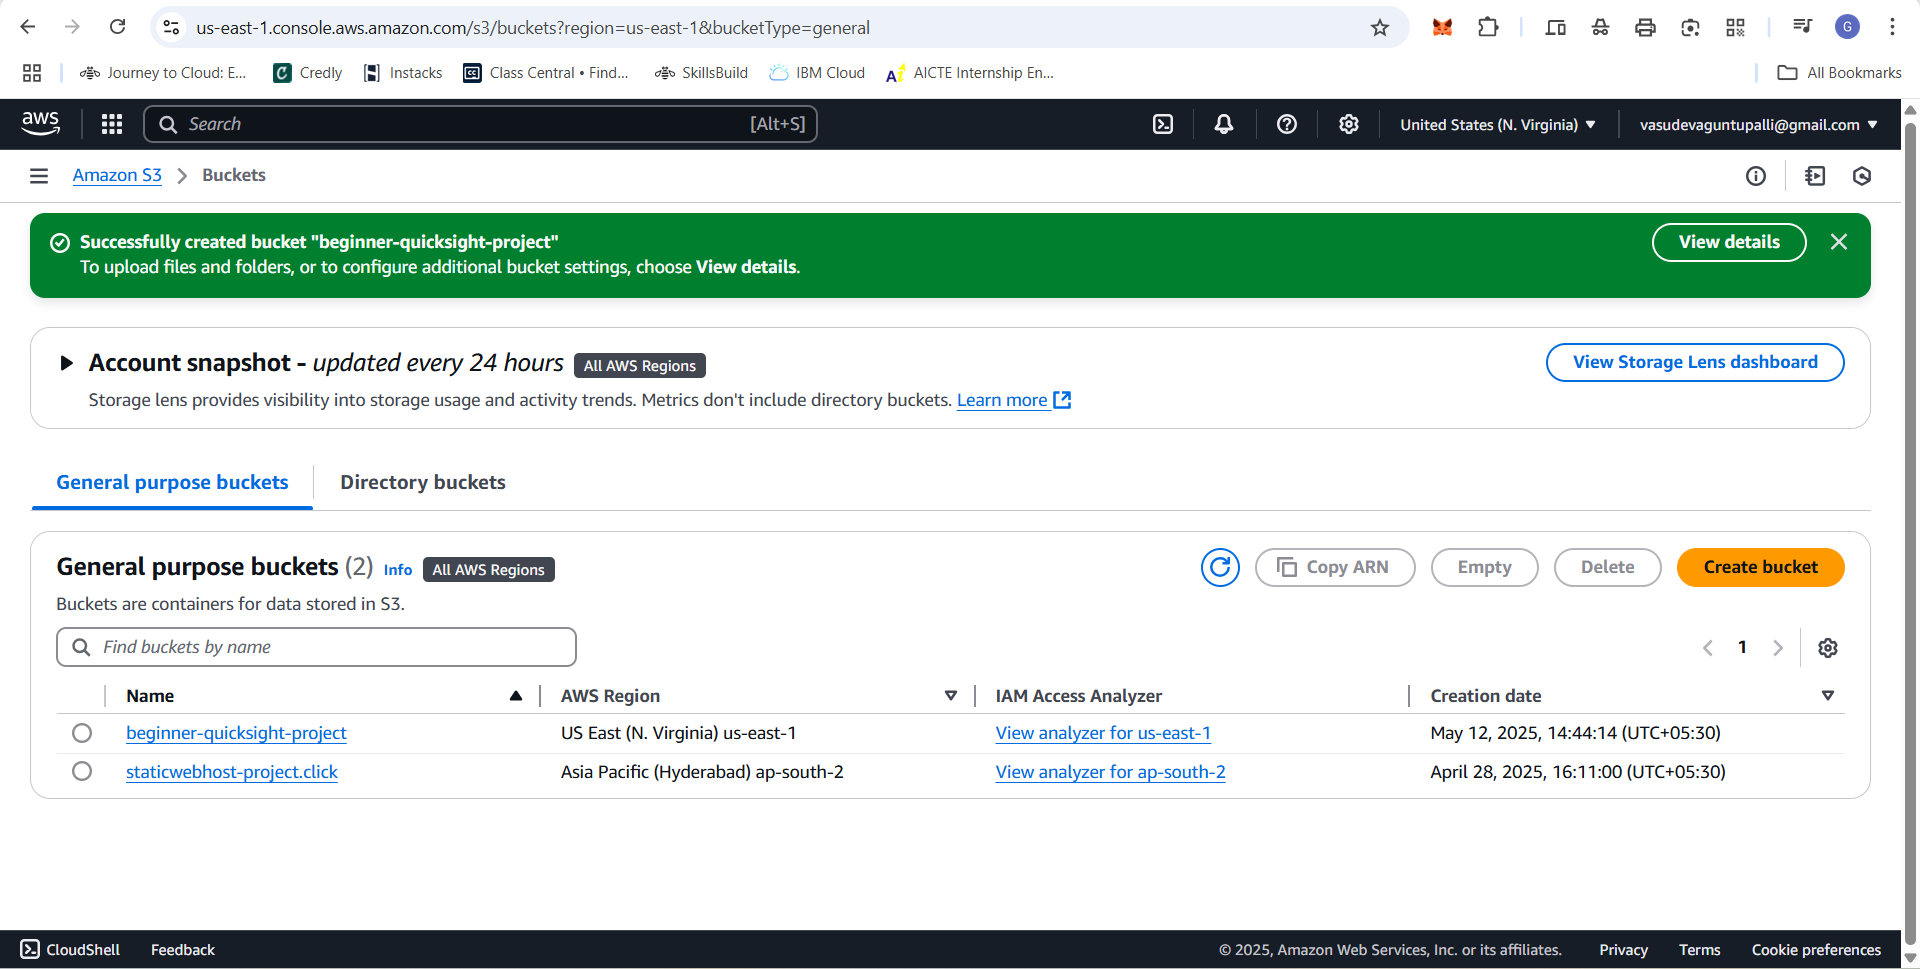 us-east-1.console.aws.amazon.com/s3/buckets?region=us-east-1&bucketType=general
G
Journey to Cloud: E... Credly Instacks Class Central • Find... SkillsBuild IBM Cloud AICTE Internship En... All Bookmarks
aws Search [Alt+S] United States (N. Virginia) vasudevaguntupalli@gmail.com
Amazon S3 Buckets
Successfully created bucket "beginner-quicksight-project" View details
To upload files and folders, or to configure additional bucket settings, choose View details.
Account snapshot - updated every 24 hours All AWS Regions View Storage Lens dashboard
Storage lens provides visibility into storage usage and activity trends. Metrics don't include directory buckets. Learn more
General purpose buckets Directory buckets
General purpose buckets (2) Info All AWS Regions Copy ARN Empty Delete Create bucket
Buckets are containers for data stored in S3.
Find buckets by name 1
Name AWS Region IAM Access Analyzer Creation date
beginner-quicksight-project US East (N. Virginia) us-east-1 View analyzer for us-east-1 May 12, 2025, 14:44:14 (UTC+05:30)
staticwebhost-project.click Asia Pacific (Hyderabad) ap-south-2 View analyzer for ap-south-2 April 28, 2025, 16:11:00 (UTC+05:30)
CloudShell Feedback © 2025, Amazon Web Services, Inc. or its affiliates. Privacy Terms Cookie preferences